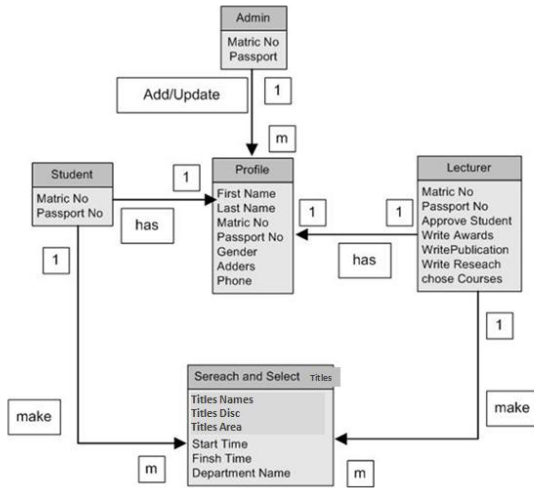 Admin
Matric No
Passport
Add/Update
1
m
Student
Matric No
Passport No
1
has
Profile
First Name
Last Name
Matric No
Passport No
Gender
Adders
Phone
1
1
has
Lecturer
Matric No
Passport No
Approve Student
Write Awards
WritePublication
Write Reseach
chose Courses
1
1
make
m
Sereach and Select Titles
Titles Names
Titles Disc
Titles Area
Start Time
Finsh Time
Department Name
make
m